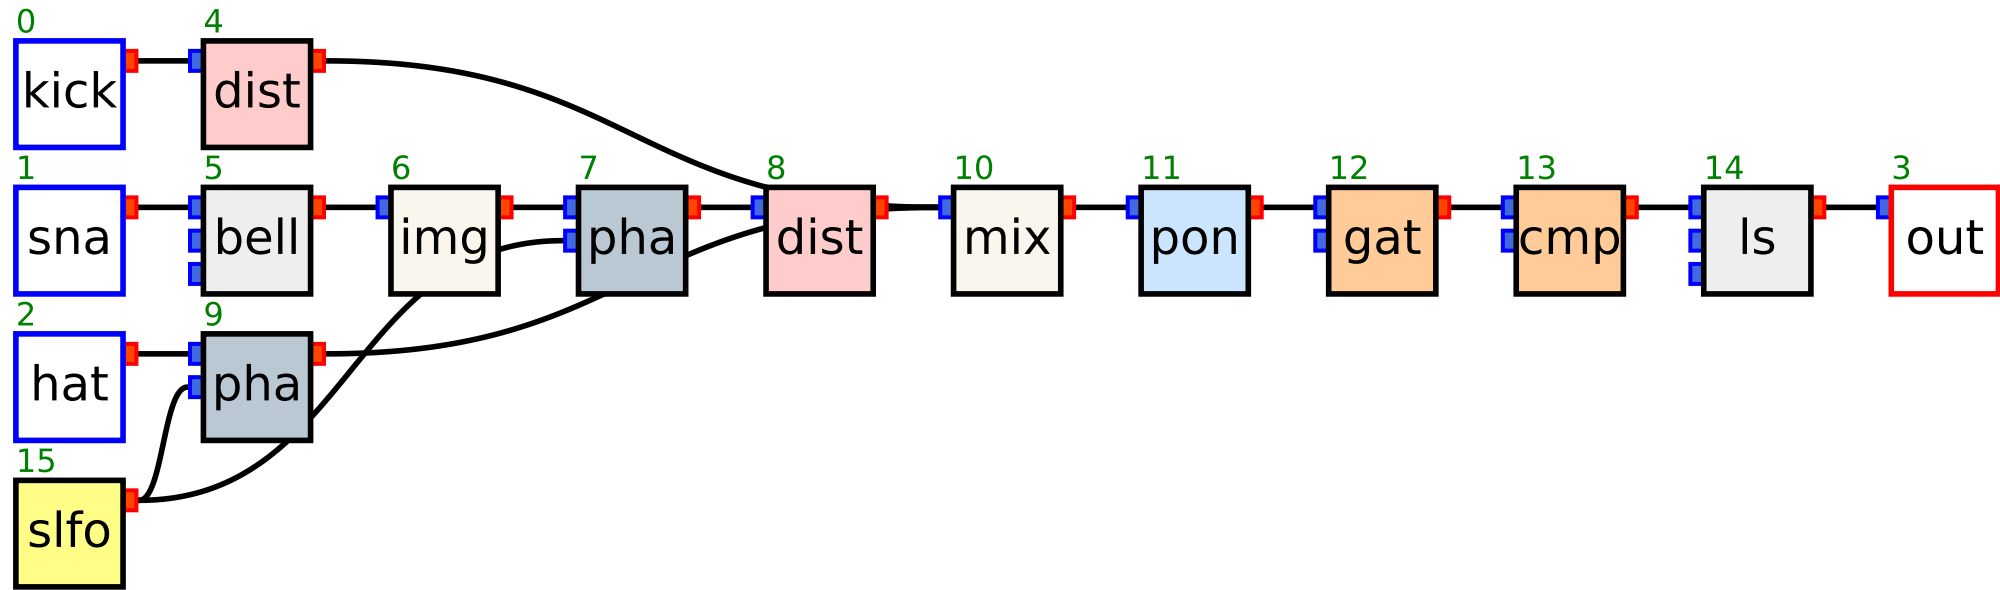 0 4
kick dist
1 5 6 7 8 10 11 12 13 14 3
sna bell img pha dist mix pon gat cmp ls out
2 9
hat pha
15
slfo